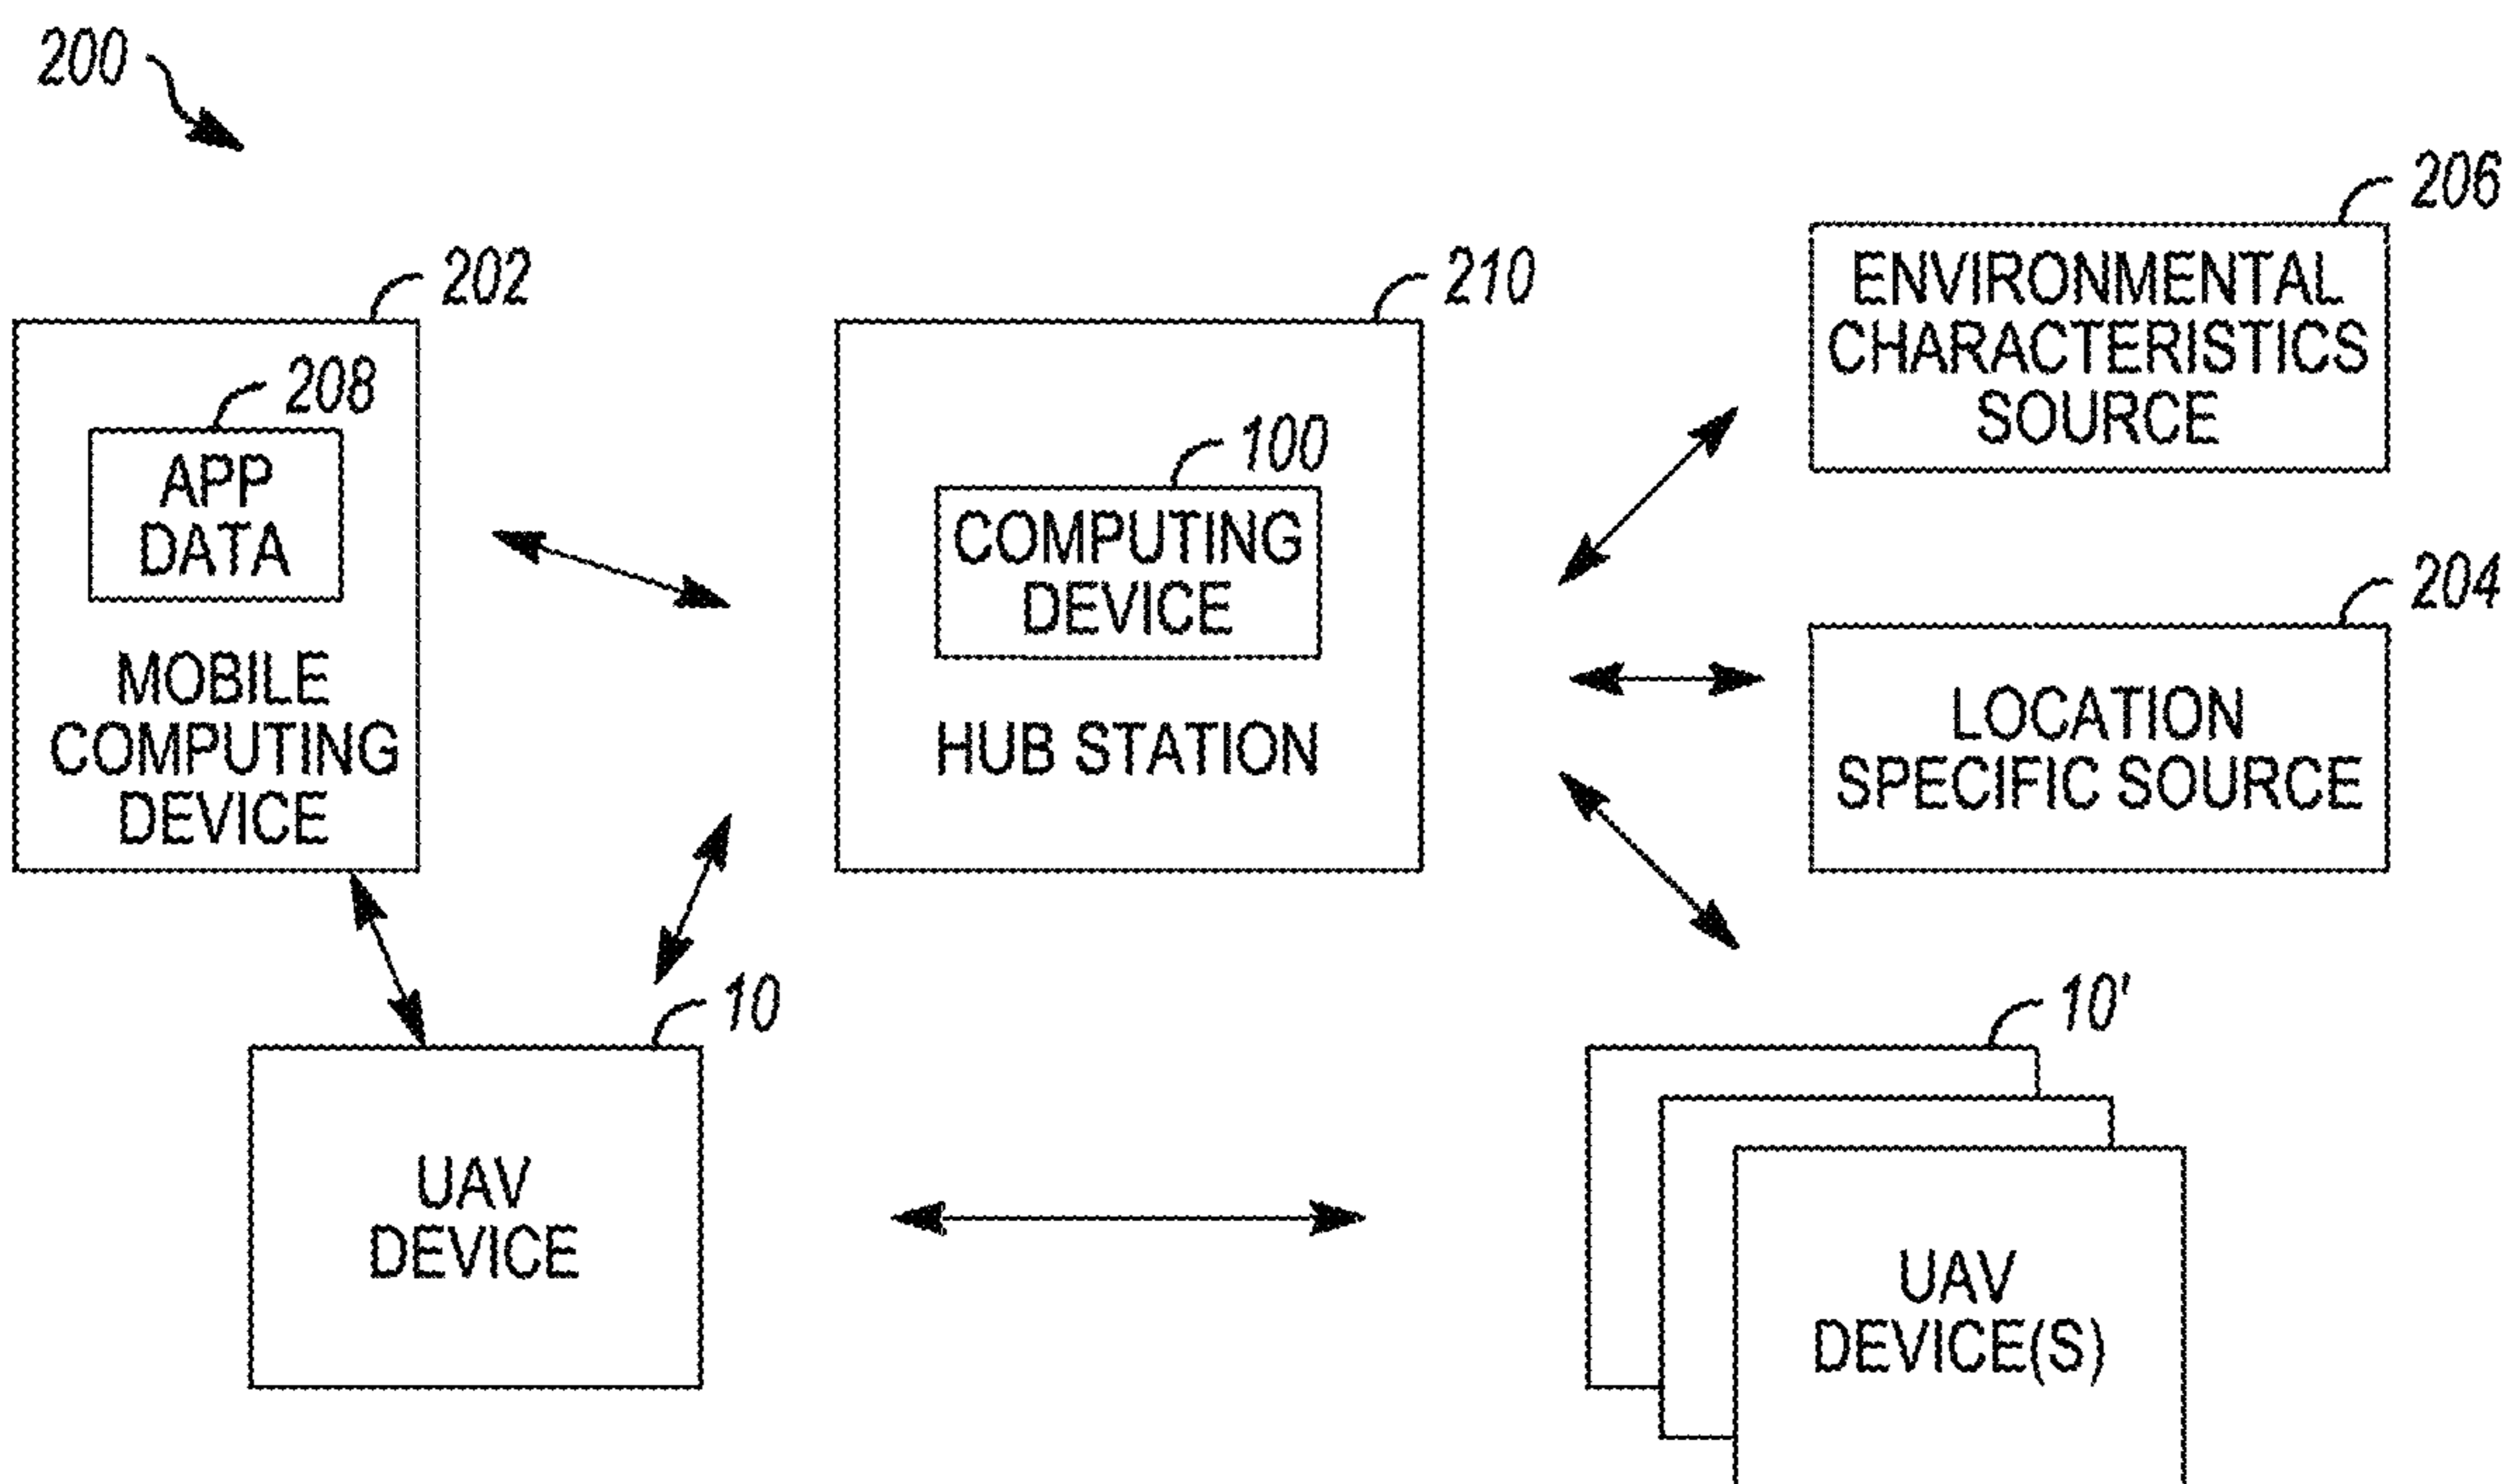 200
206
202
210
ENVIRONMENTAL
CHARACTERISTICS
SOURCE
208
100
APP
DATA
COMPUTING
DEVICE
204
MOBILE
COMPUTING
DEVICE
HUB STATION
LOCATION
SPECIFIC SOURCE
10
10'
UAV
DEVICE
UAV
DEVICE(S)